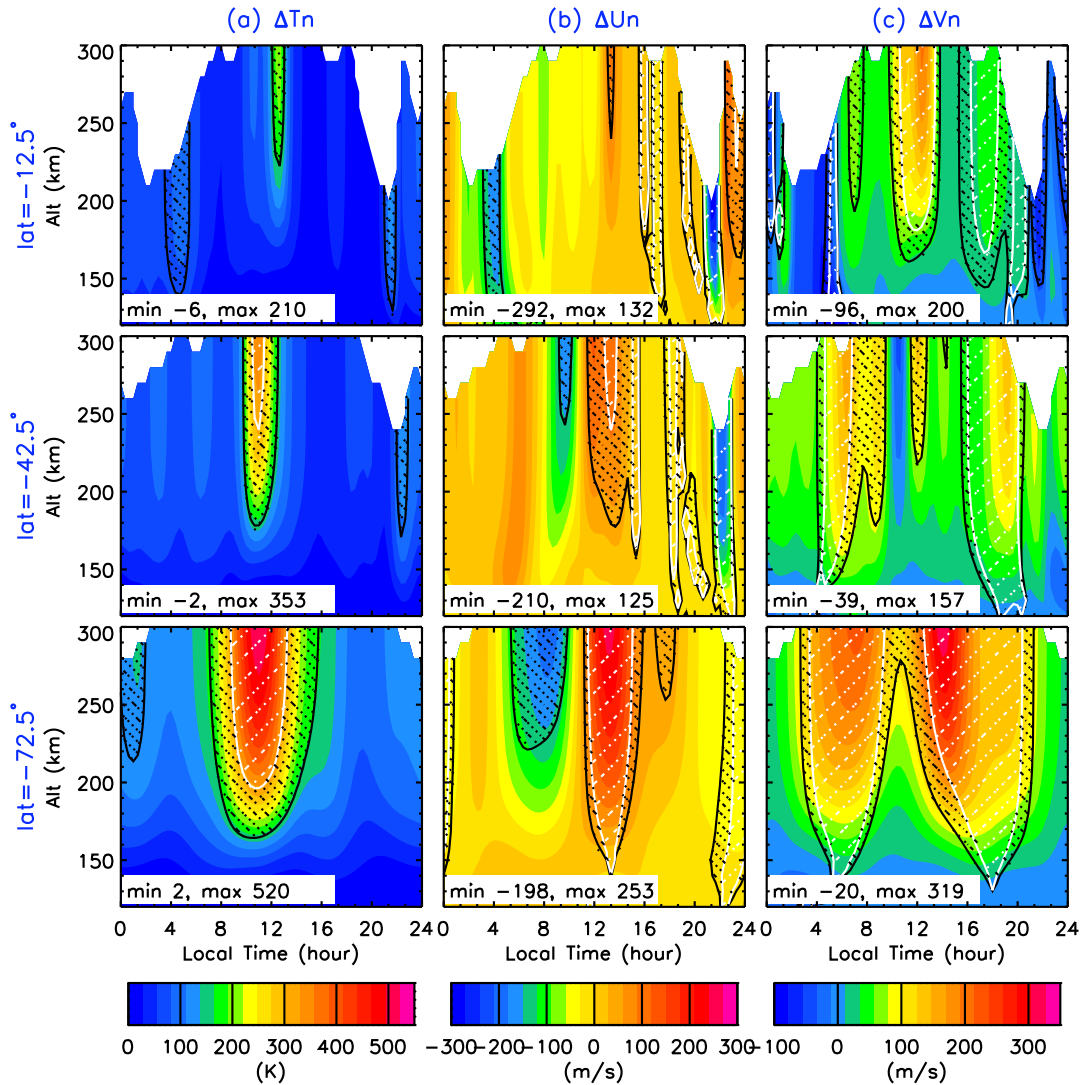 (a) ΔTn (b) ΔUn (c) ΔVn
lat=−12.5°
Alt (km)
300
250
200
150
min −6, max 210
min −292, max 132
min −96, max 200
lat=−42.5°
Alt (km)
300
250
200
150
min −2, max 353
min −210, max 125
min −39, max 157
lat=−72.5°
Alt (km)
300
250
200
150
min 2, max 520
min −198, max 253
min −20, max 319
0 4 8 12 16 20 24 0 4 8 12 16 20 24 0 4 8 12 16 20 24
Local Time (hour) Local Time (hour) Local Time (hour)
0 100 200 300 400 500 −300 −200 −100 0 100 200 300 −100 0 100 200 300
(K) (m/s) (m/s)